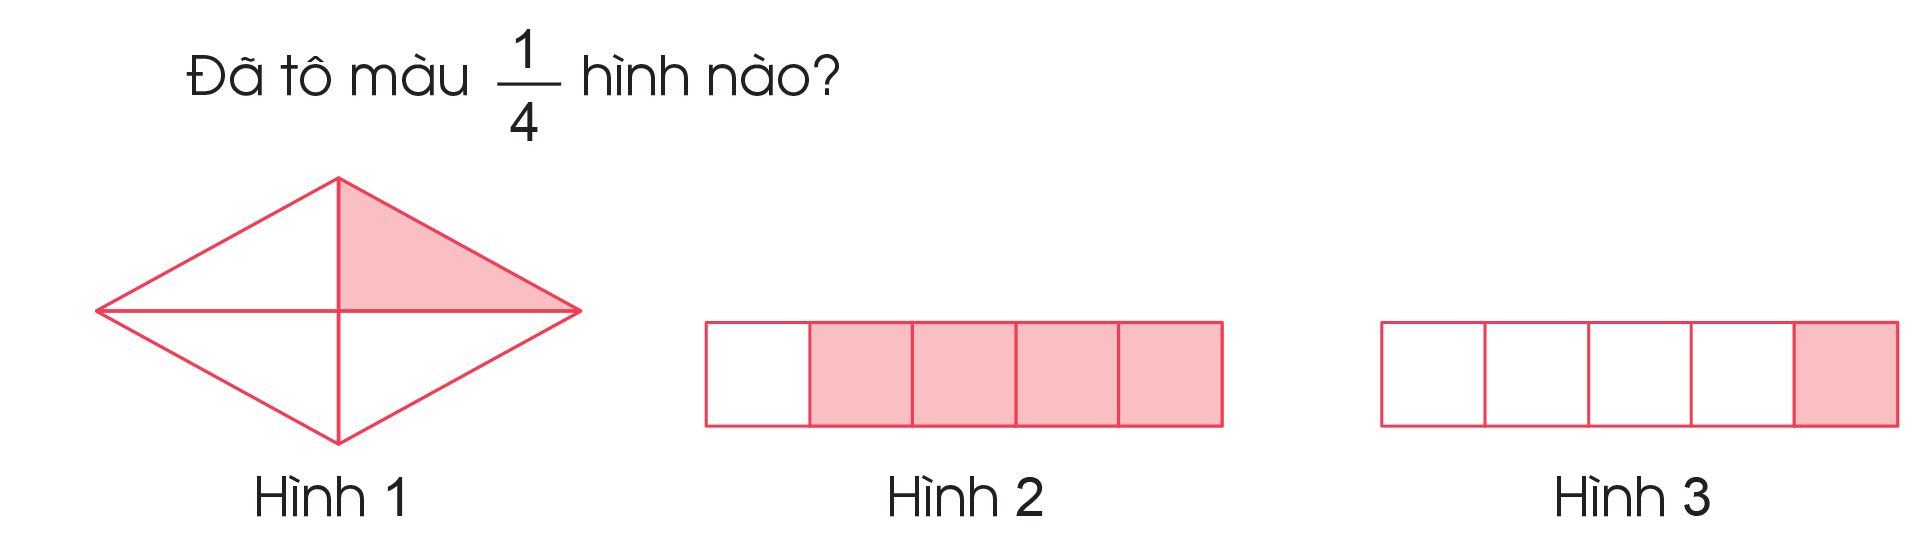 Đã tô màu 1/4 hình nào?
Hình 1 Hình 2 Hình 3